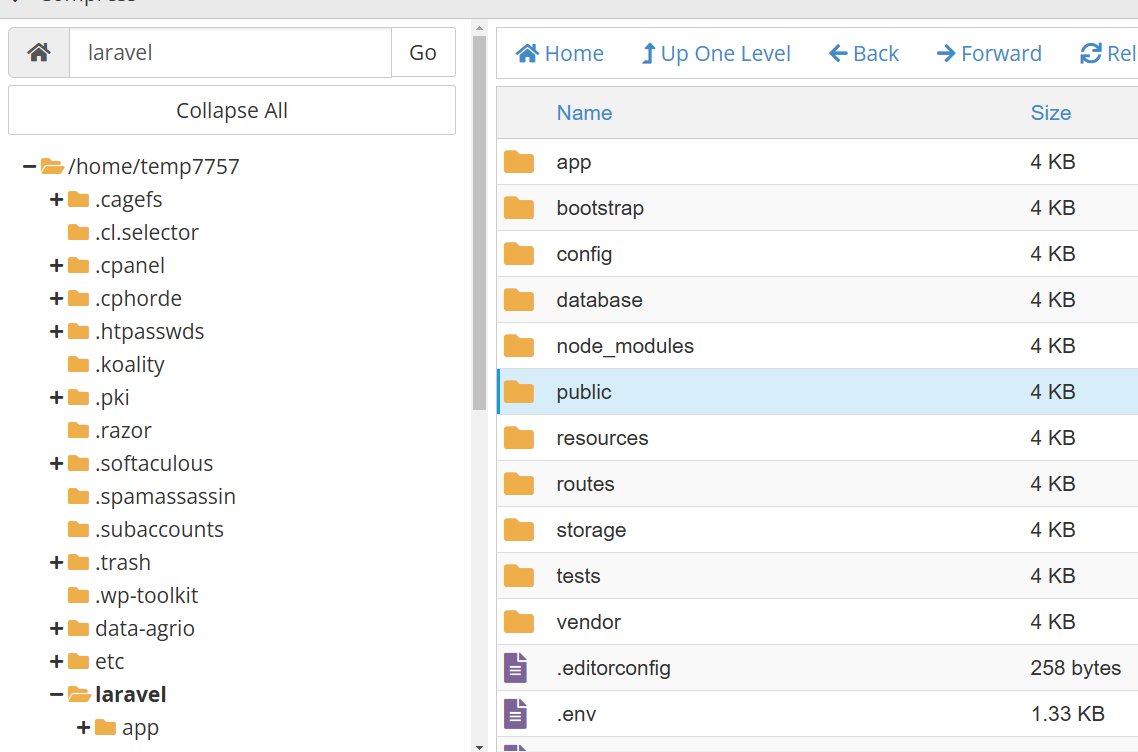 laravel
Go
Collapse All
/home/temp7757
.cagefs
.cl.selector
.cpanel
.cphorde
.htpasswds
.koality
.pki
.razor
.softaculous
.spamassassin
.subaccounts
.trash
.wp-toolkit
data-agrio
etc
laravel
app
Home Up One Level Back Forward Rel
Name Size
app 4 KB
bootstrap 4 KB
config 4 KB
database 4 KB
node_modules 4 KB
public 4 KB
resources 4 KB
routes 4 KB
storage 4 KB
tests 4 KB
vendor 4 KB
.editorconfig 258 bytes
.env 1.33 KB